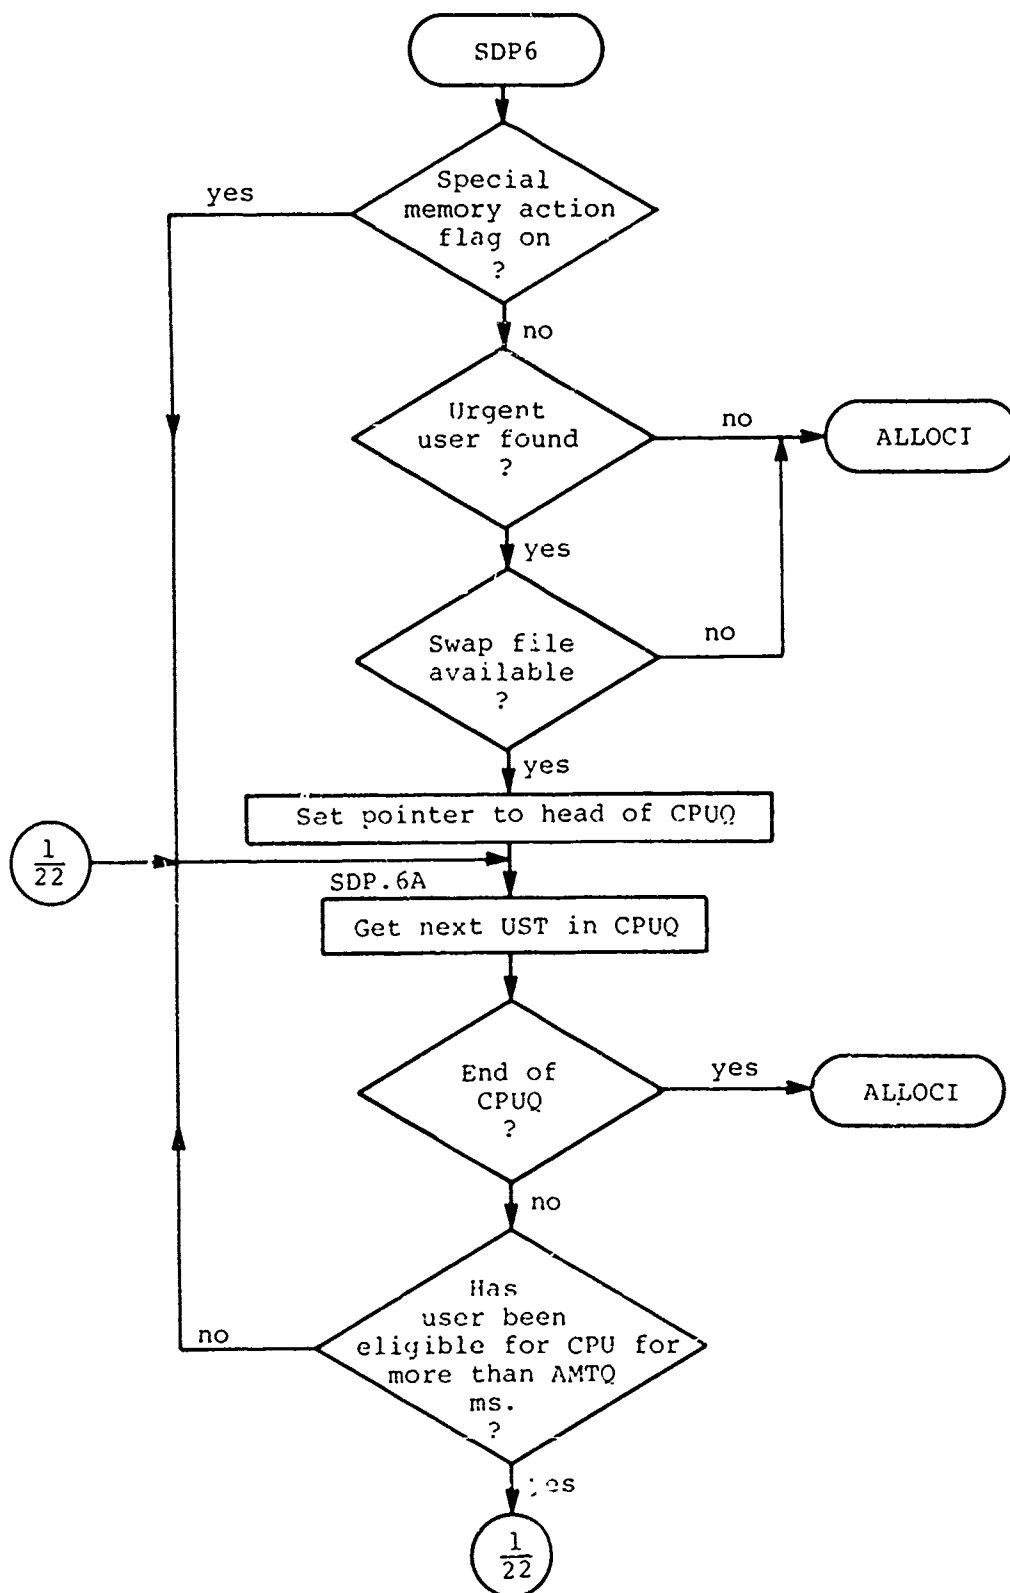 SDP6
Special
memory action
flag on
?
yes
no
Urgent
user found
?
no
ALLOCI
yes
Swap file
available
?
no
yes
Set pointer to head of CPUQ
1
22
SDP.6A
Get next UST in CPUQ
End of
CPUQ
?
yes
ALLOCI
no
Has
user been
eligible for CPU for
more than AMTQ
ms.
?
no
yes
1
22